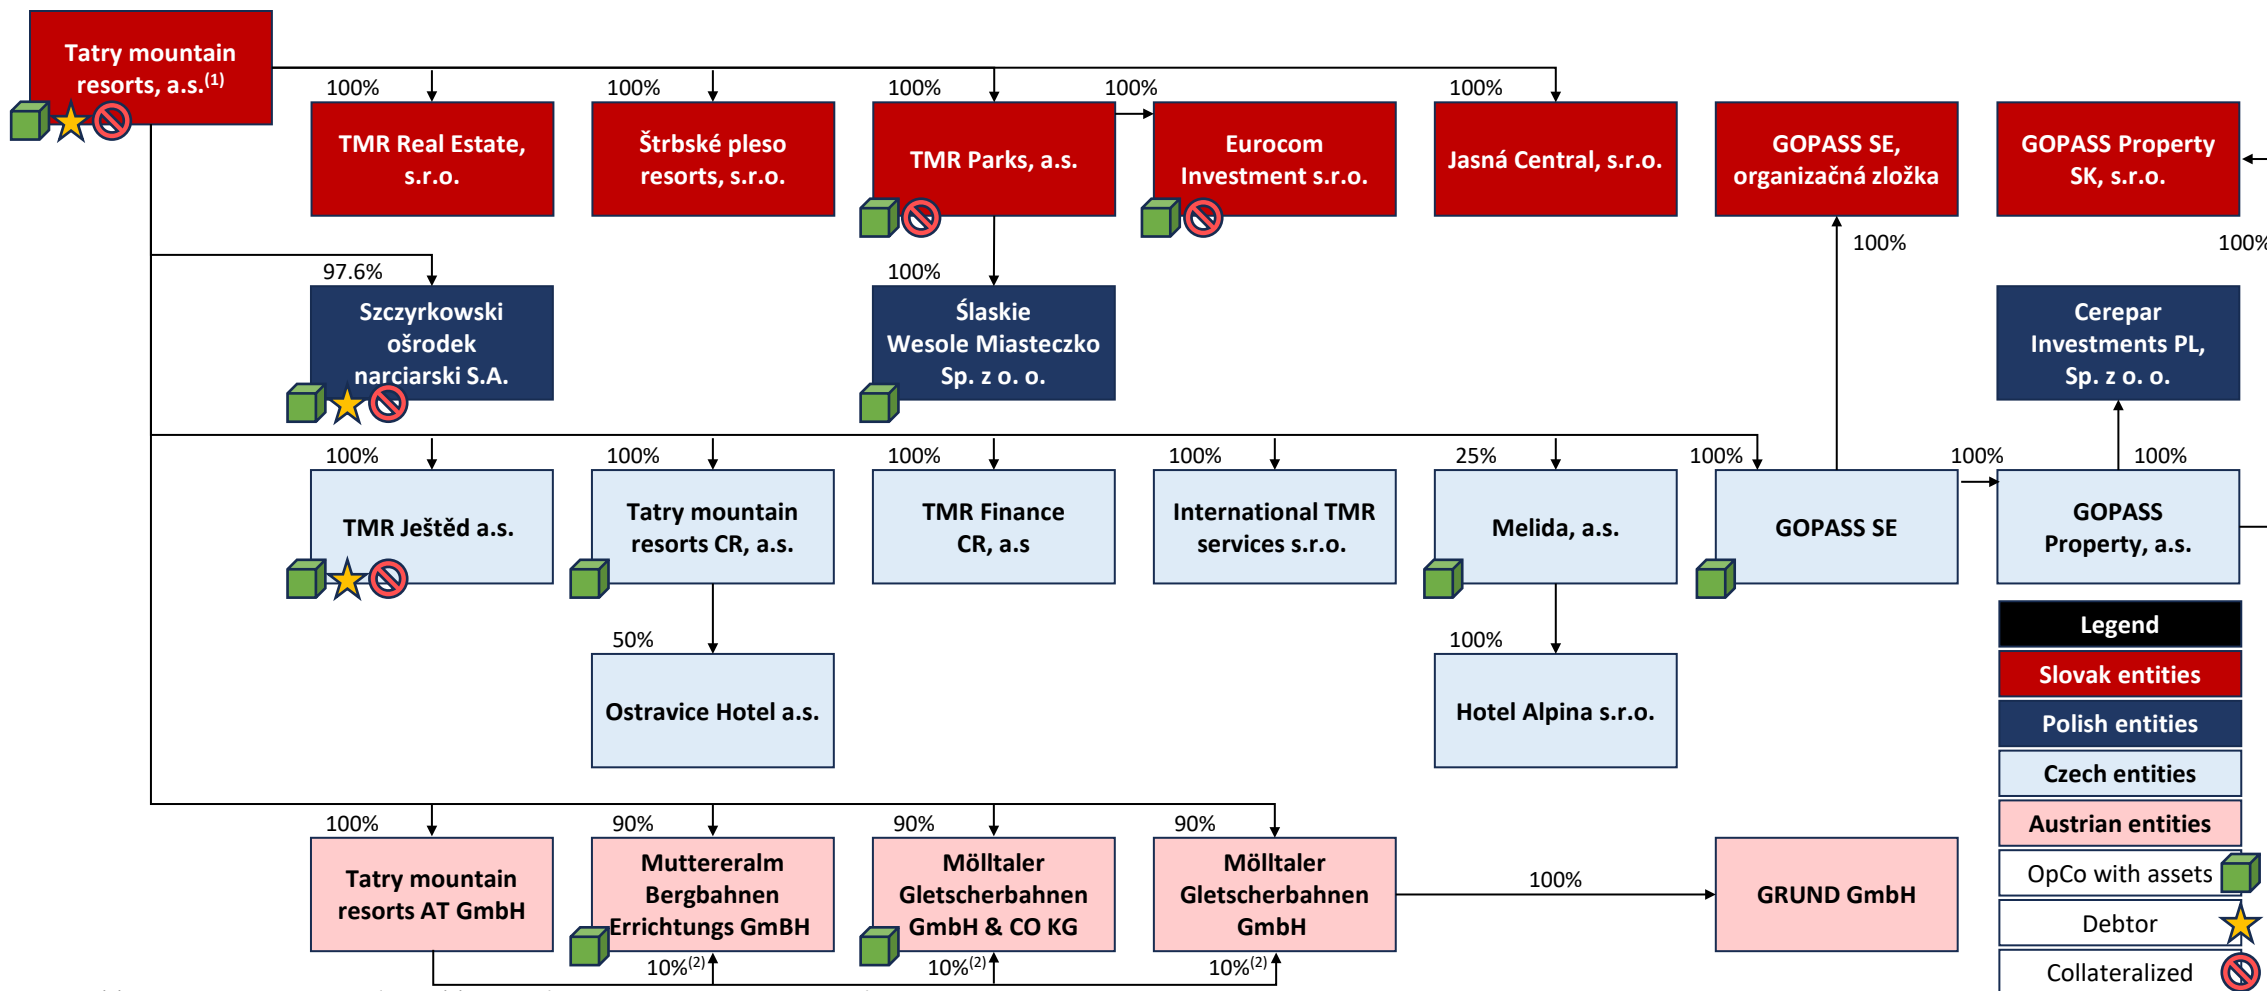 Tatry mountain
resorts, a.s.(1)
100%
100%
100%
100%
100%
TMR Real Estate,
s.r.o.
Štrbské pleso
resorts, s.r.o.
TMR Parks, a.s.
Eurocom
Investment s.r.o.
Jasná Central, s.r.o.
GOPASS SE,
organizačná zložka
GOPASS Property
SK, s.r.o.
100%
100%
97.6%
100%
Szczyrkowski
ošrodek
narciarski S.A.
Ślaskie
Wesole Miasteczko
Sp. z o. o.
Cerepar
Investments PL,
Sp. z o. o.
100%
100%
100%
100%
25%
100%
100%
100%
TMR Ještěd a.s.
Tatry mountain
resorts CR, a.s.
TMR Finance
CR, a.s
International TMR
services s.r.o.
Melida, a.s.
GOPASS SE
GOPASS
Property, a.s.
50%
100%
Ostravice Hotel a.s.
Hotel Alpina s.r.o.
Legend
Slovak entities
Polish entities
Czech entities
Austrian entities
OpCo with assets
Debtor
Collateralized
100%
90%
90%
90%
Tatry mountain
resorts AT GmbH
Muttereralm
Bergbahnen
Errichtungs GmBH
Mölltaler
Gletscherbahnen
GmbH & CO KG
Mölltaler
Gletscherbahnen
GmbH
100%
GRUND GmbH
10%(2)
10%(2)
10%(2)